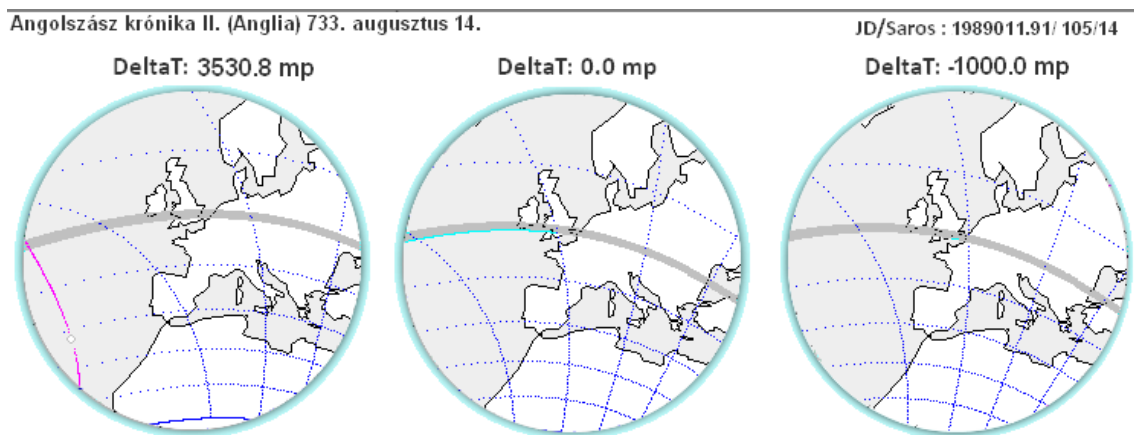 Angolszász krónika II. (Anglia) 733. augusztus 14.
JD/Saros : 1989011.91/ 105/14
DeltaT: 3530.8 mp
DeltaT: 0.0 mp
DeltaT: -1000.0 mp